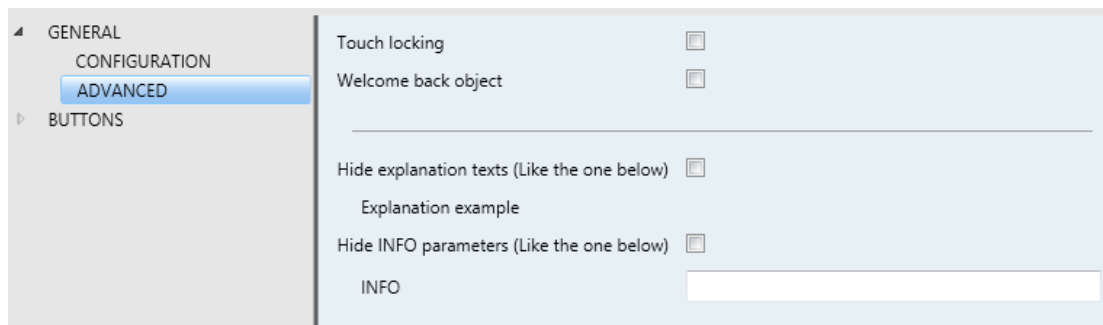 GENERAL
CONFIGURATION
ADVANCED
BUTTONS
Touch locking
Welcome back object
Hide explanation texts (Like the one below)
Explanation example
Hide INFO parameters (Like the one below)
INFO